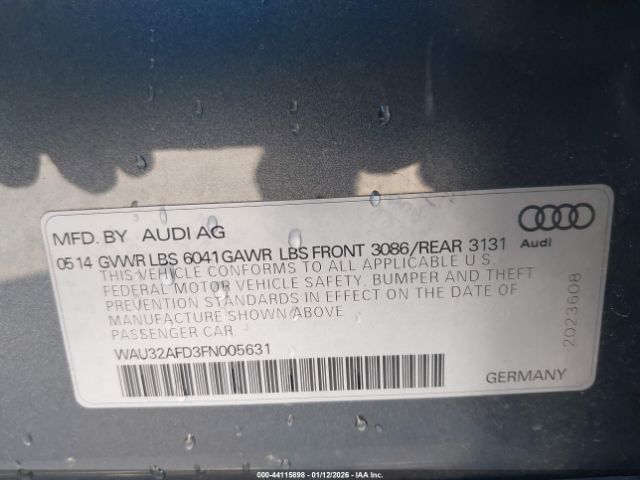 MFD. BY AUDI AG
Audi
0514 GVWR LBS 6041 GAWR LBS FRONT 3086/REAR 3131
THIS VEHICLE CONFORMS TO ALL APPLICABLE U S
FEDERAL MOTOR VEHICLE SAFETY, BUMPER AND THEFT
PREVENTION STANDARDS IN EFFECT ON THE DATE OF
MANUFACTURE SHOWN ABOVE
PASSENGER CAR
WAU32AFD3FN005631
GERMANY
2023608
000-44115898 - 01/12/2026 - IAA Inc.